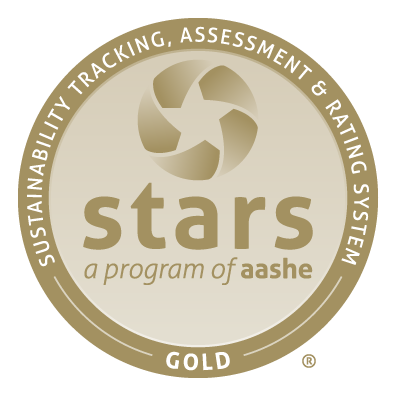 SUSTAINABILITY TRACKING, ASSESSMENT & RATING SYSTEM
stars
a program of aashe
GOLD
®